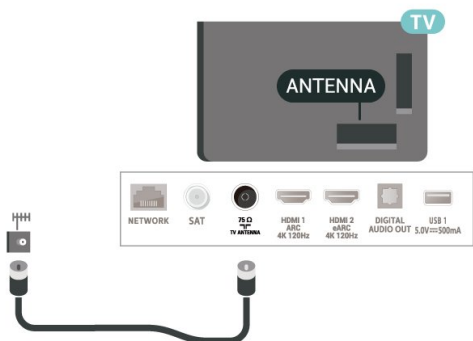 TV
ANTENNA
NETWORK
SAT
75 Ω
TV ANTENNA
HDMI 1
ARC
4K 120Hz
HDMI 2
eARC
4K 120Hz
DIGITAL
AUDIO OUT
USB 1
5.0V⎓500mA